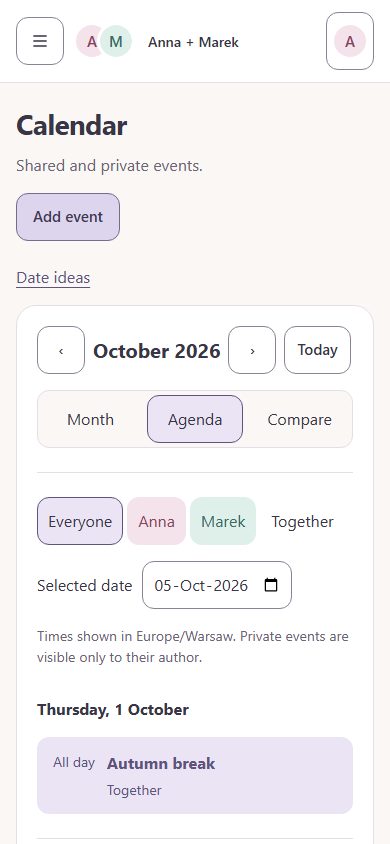 ☰ A M Anna + Marek A
Calendar
Shared and private events.
Add event
Date ideas
‹ October 2026 › Today
Month Agenda Compare
Everyone Anna Marek Together
Selected date 05-Oct-2026
Times shown in Europe/Warsaw. Private events are
visible only to their author.
Thursday, 1 October
All day Autumn break
Together